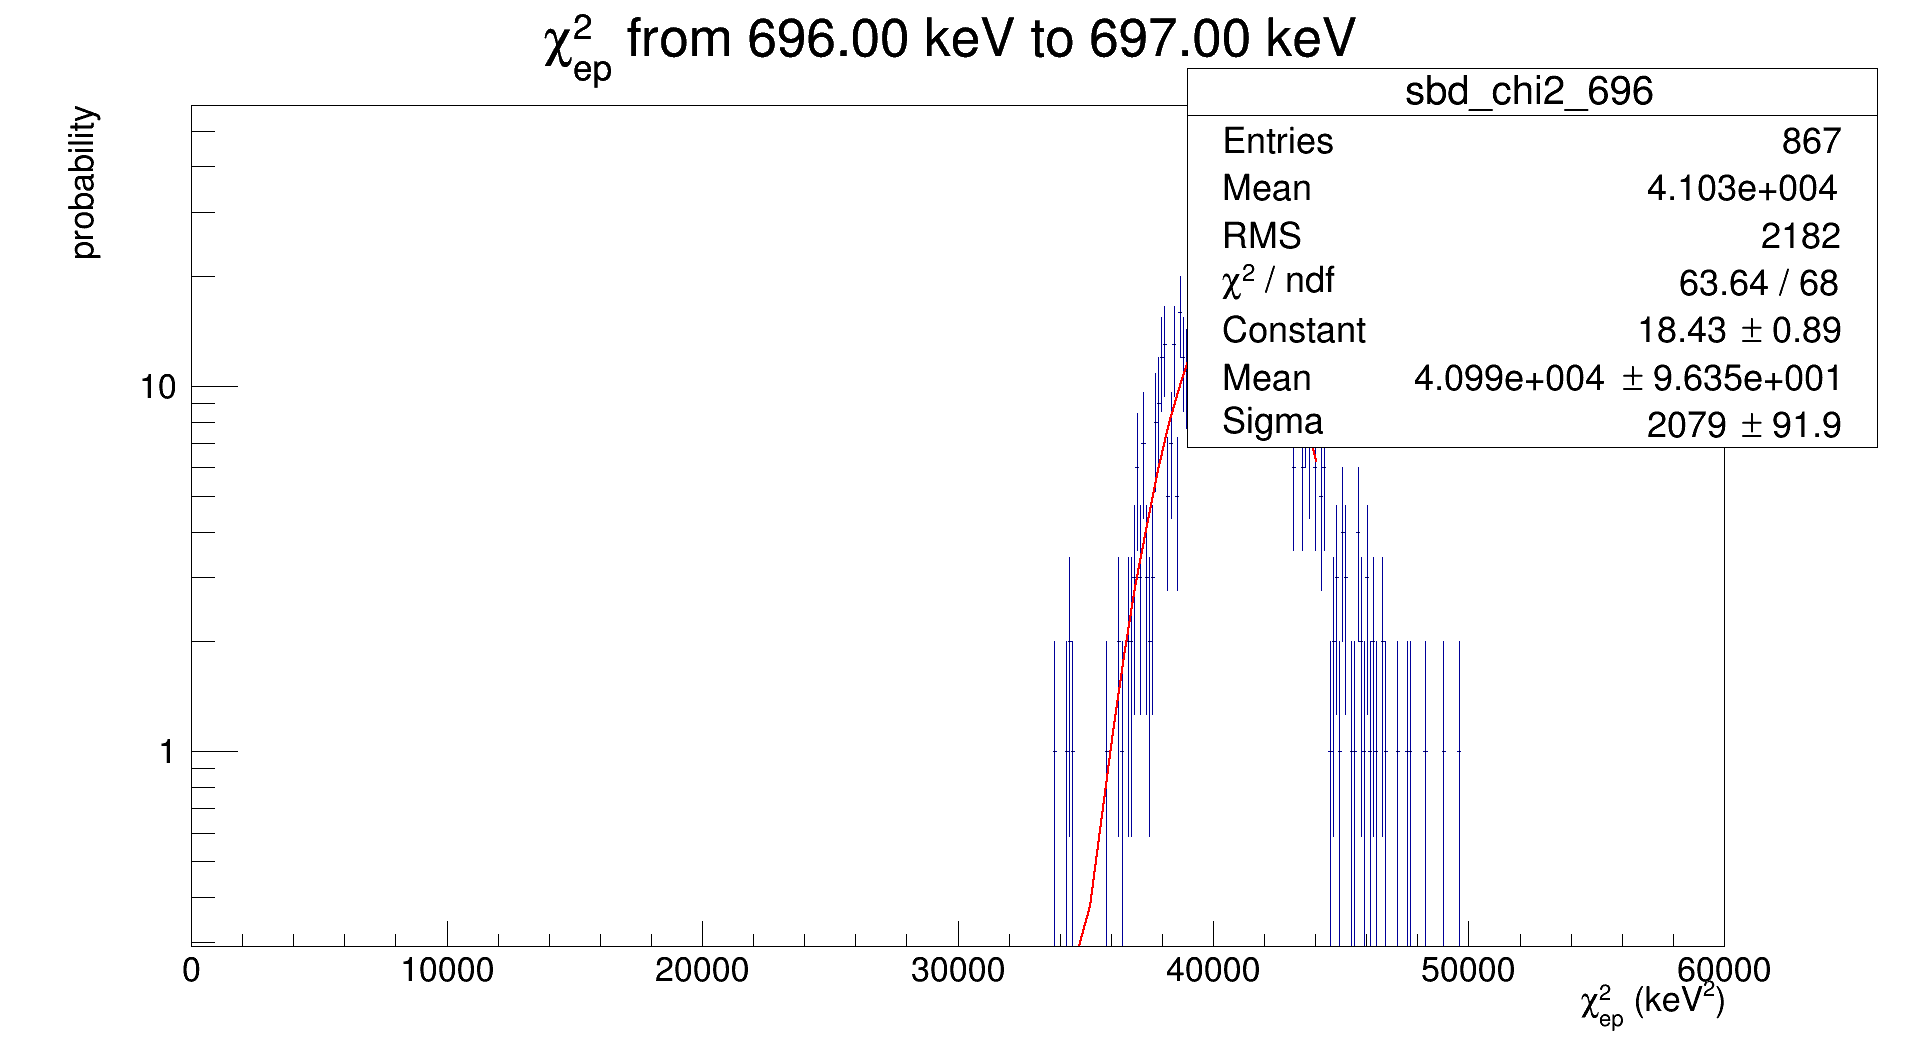 χ²ep from 696.00 keV to 697.00 keV
probability
sbd_chi2_696
Entries 867
Mean 4.103e+004
RMS 2182
χ² / ndf 63.64 / 68
Constant 18.43 ± 0.89
Mean 4.099e+004 ± 9.635e+001
Sigma 2079 ± 91.9
10
1
0 10000 20000 30000 40000 50000 60000
χ²ep (keV²)